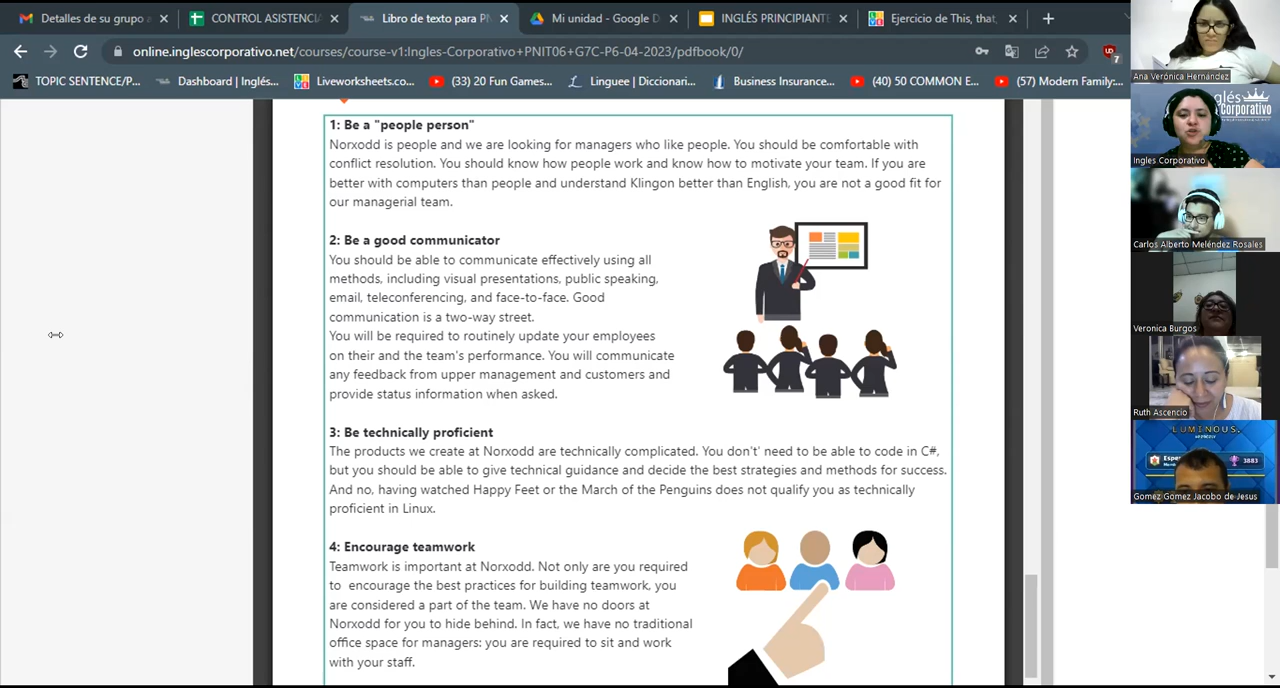 Detalles de su grupo a
CONTROL ASISTENCI
Libro de texto para PN
Mi unidad - Google D
INGLÉS PRINCIPIANTE
Ejercicio de This, that,
online.inglescorporativo.net/courses/course-v1:Ingles-Corporativo+PNIT06+G7C-P6-04-2023/pdfbook/0/
7
TOPIC SENTENCE/P...
Dashboard | Inglés...
Liveworksheets.co...
(33) 20 Fun Games...
Linguee | Diccionari...
Business Insurance...
(40) 50 COMMON E...
(57) Modern Family:...
1: Be a "people person"
Norxodd is people and we are looking for managers who like people. You should be comfortable with
conflict resolution. You should know how people work and know how to motivate your team. If you are
better with computers than people and understand Klingon better than English, you are not a good fit for
our managerial team.
2: Be a good communicator
You should be able to communicate effectively using all
methods, including visual presentations, public speaking,
email, teleconferencing, and face-to-face. Good
communication is a two-way street.
You will be required to routinely update your employees
on their and the team's performance. You will communicate
any feedback from upper management and customers and
provide status information when asked.
3: Be technically proficient
The products we create at Norxodd are technically complicated. You don't' need to be able to code in C#,
but you should be able to give technical guidance and decide the best strategies and methods for success.
And no, having watched Happy Feet or the March of the Penguins does not qualify you as technically
proficient in Linux.
4: Encourage teamwork
Teamwork is important at Norxodd. Not only are you required
to encourage the best practices for building teamwork, you
are considered a part of the team. We have no doors at
Norxodd for you to hide behind. In fact, we have no traditional
office space for managers: you are required to sit and work
with your staff.
Ana Verónica Hernández
glés
Corporativo
Ingles Corporativo
Carlos Alberto Meléndez Rosales
Veronica Burgos
Ruth Ascencio
LUMINOUS.
Espe
3883
Gomez Gomez Jacobo de Jesus